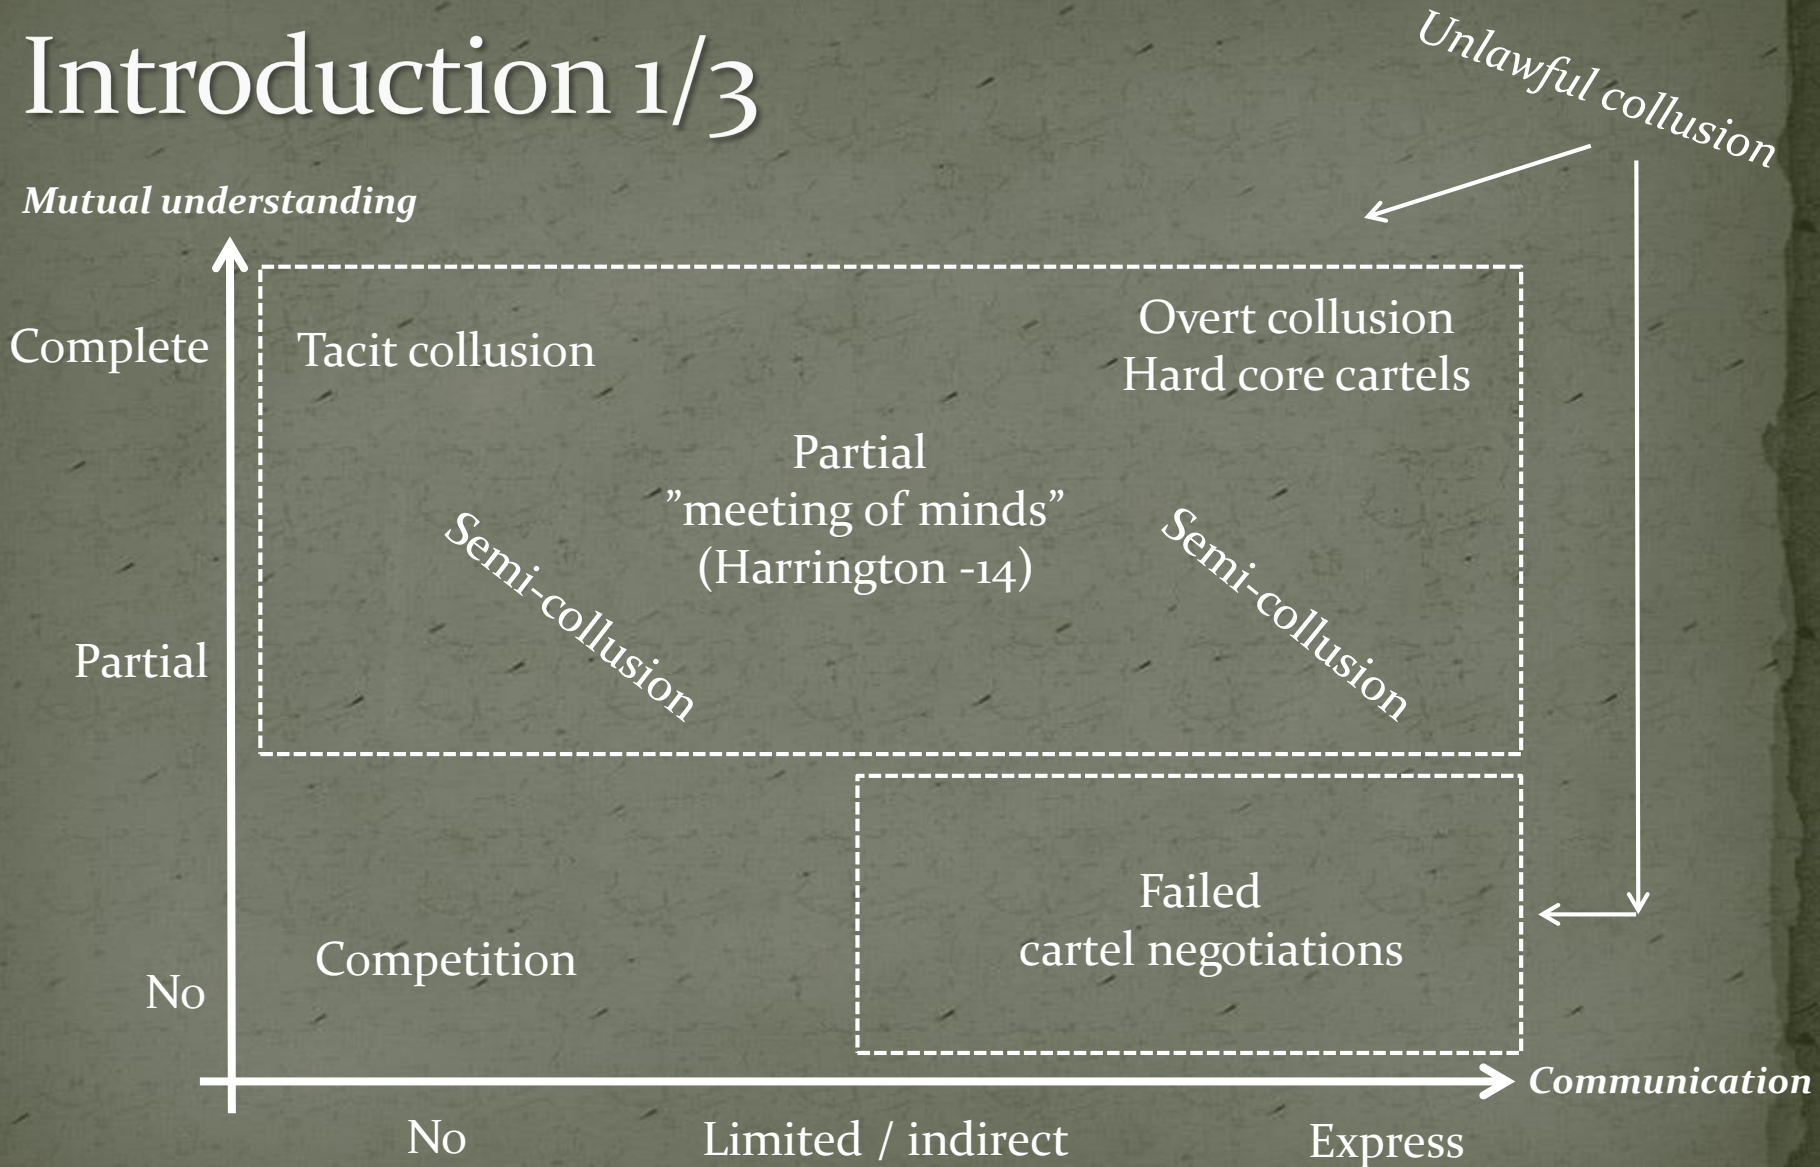 Introduction 1/3
Unlawful collusion
Mutual understanding
Complete
Tacit collusion
Overt collusion
Hard core cartels
Partial
”meeting of minds”
(Harrington -14)
Semi-collusion
Semi-collusion
Partial
Failed
cartel negotiations
Competition
No
Communication
No
Limited / indirect
Express